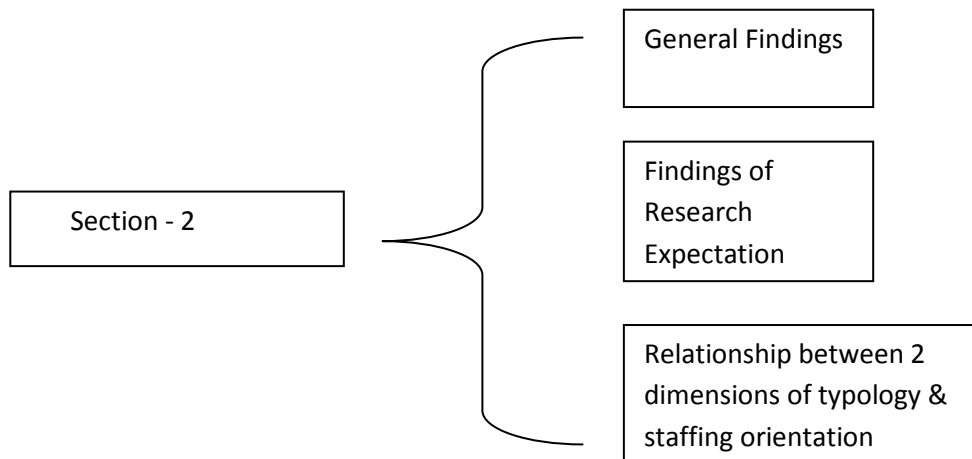 General Findings
Section - 2
Findings of
Research
Expectation
Relationship between 2
dimensions of typology &
staffing orientation